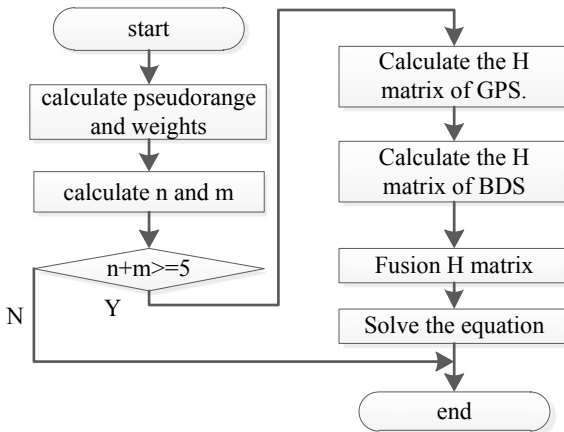 start
calculate pseudorange
and weights
calculate n and m
n+m>=5
N
Y
Calculate the H
matrix of GPS.
Calculate the H
matrix of BDS
Fusion H matrix
Solve the equation
end